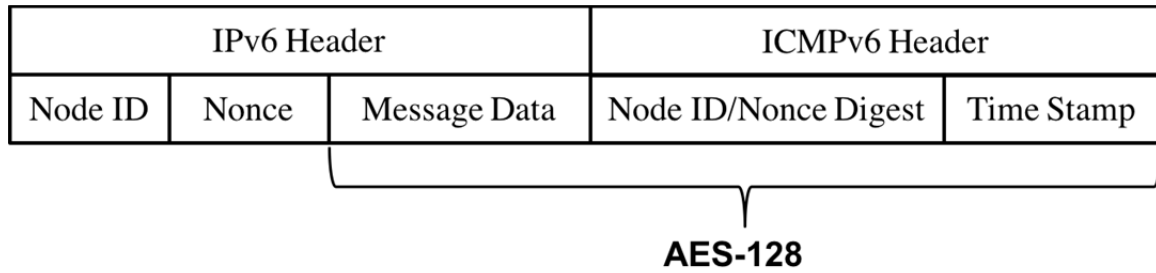 IPv6 Header ICMPv6 Header
Node ID Nonce Message Data Node ID/Nonce Digest Time Stamp
AES-128